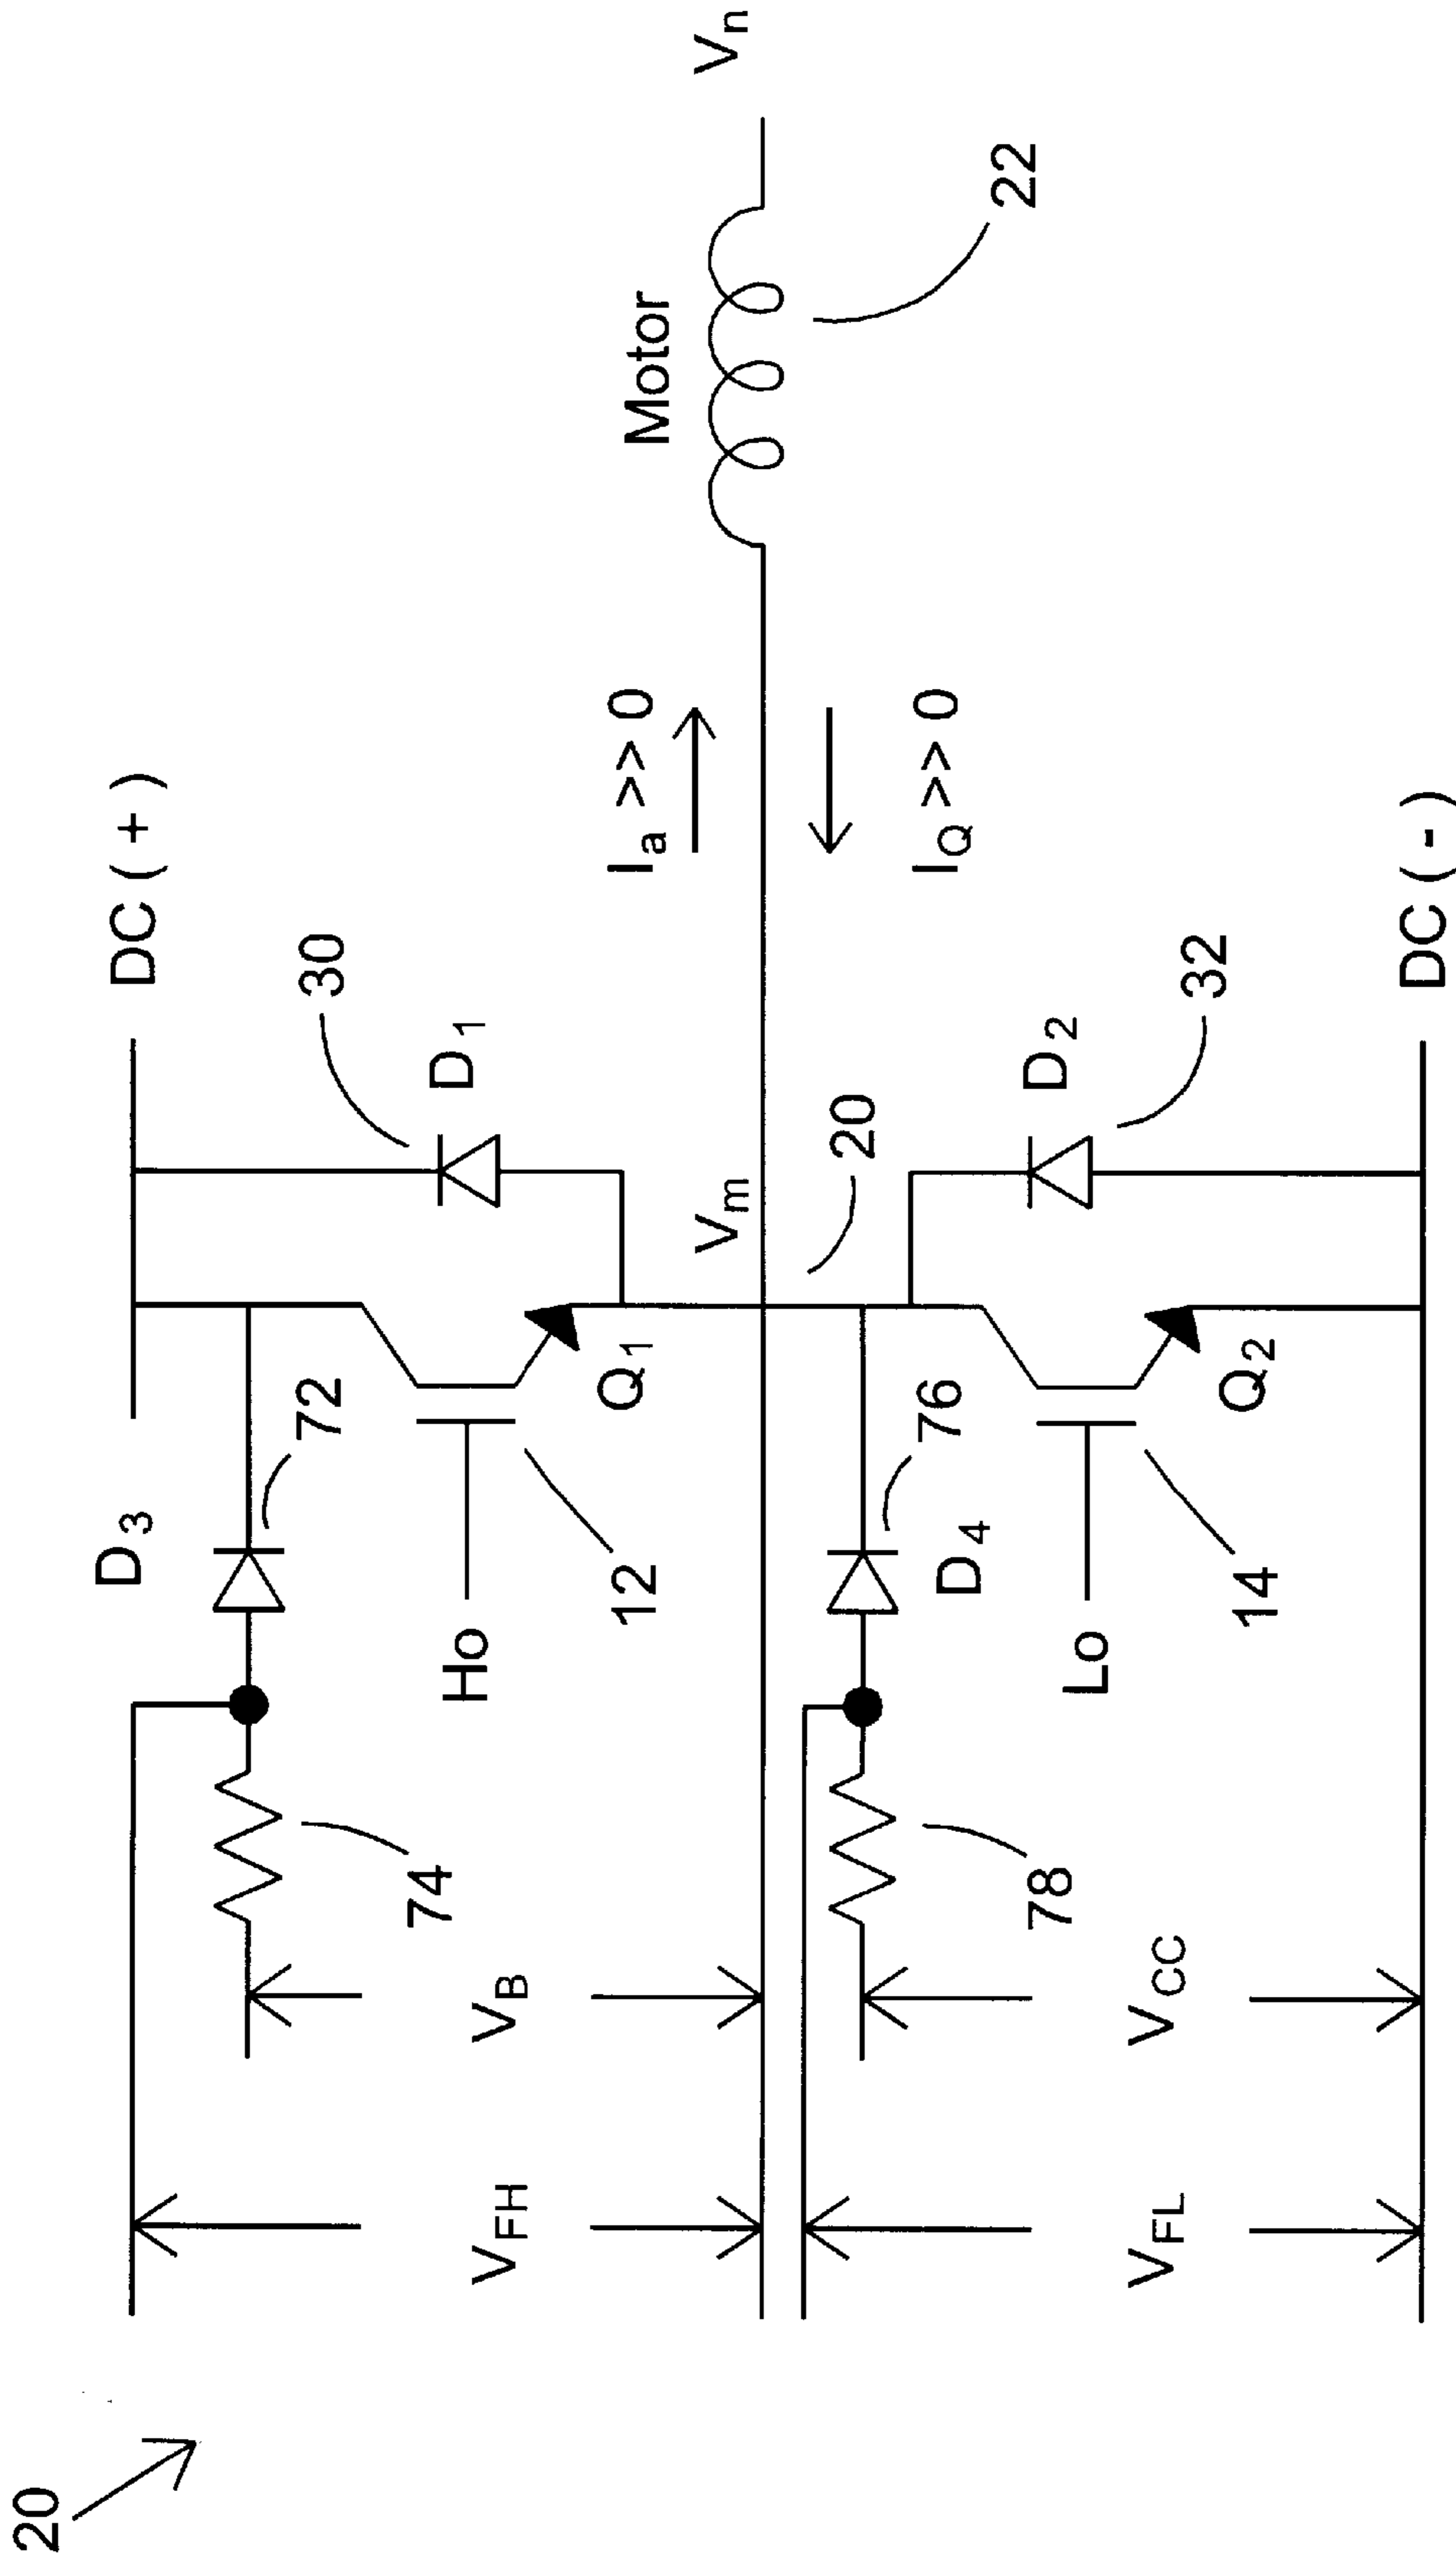 20
DC ( + )
D3
72
30
D1
74
Ho
12
Q1
VFH
VB
Vm
Ia >> 0
Motor
Vn
20
IQ >> 0
22
76
D4
D2
32
78
Lo
14
Q2
VFL
VCC
DC ( - )